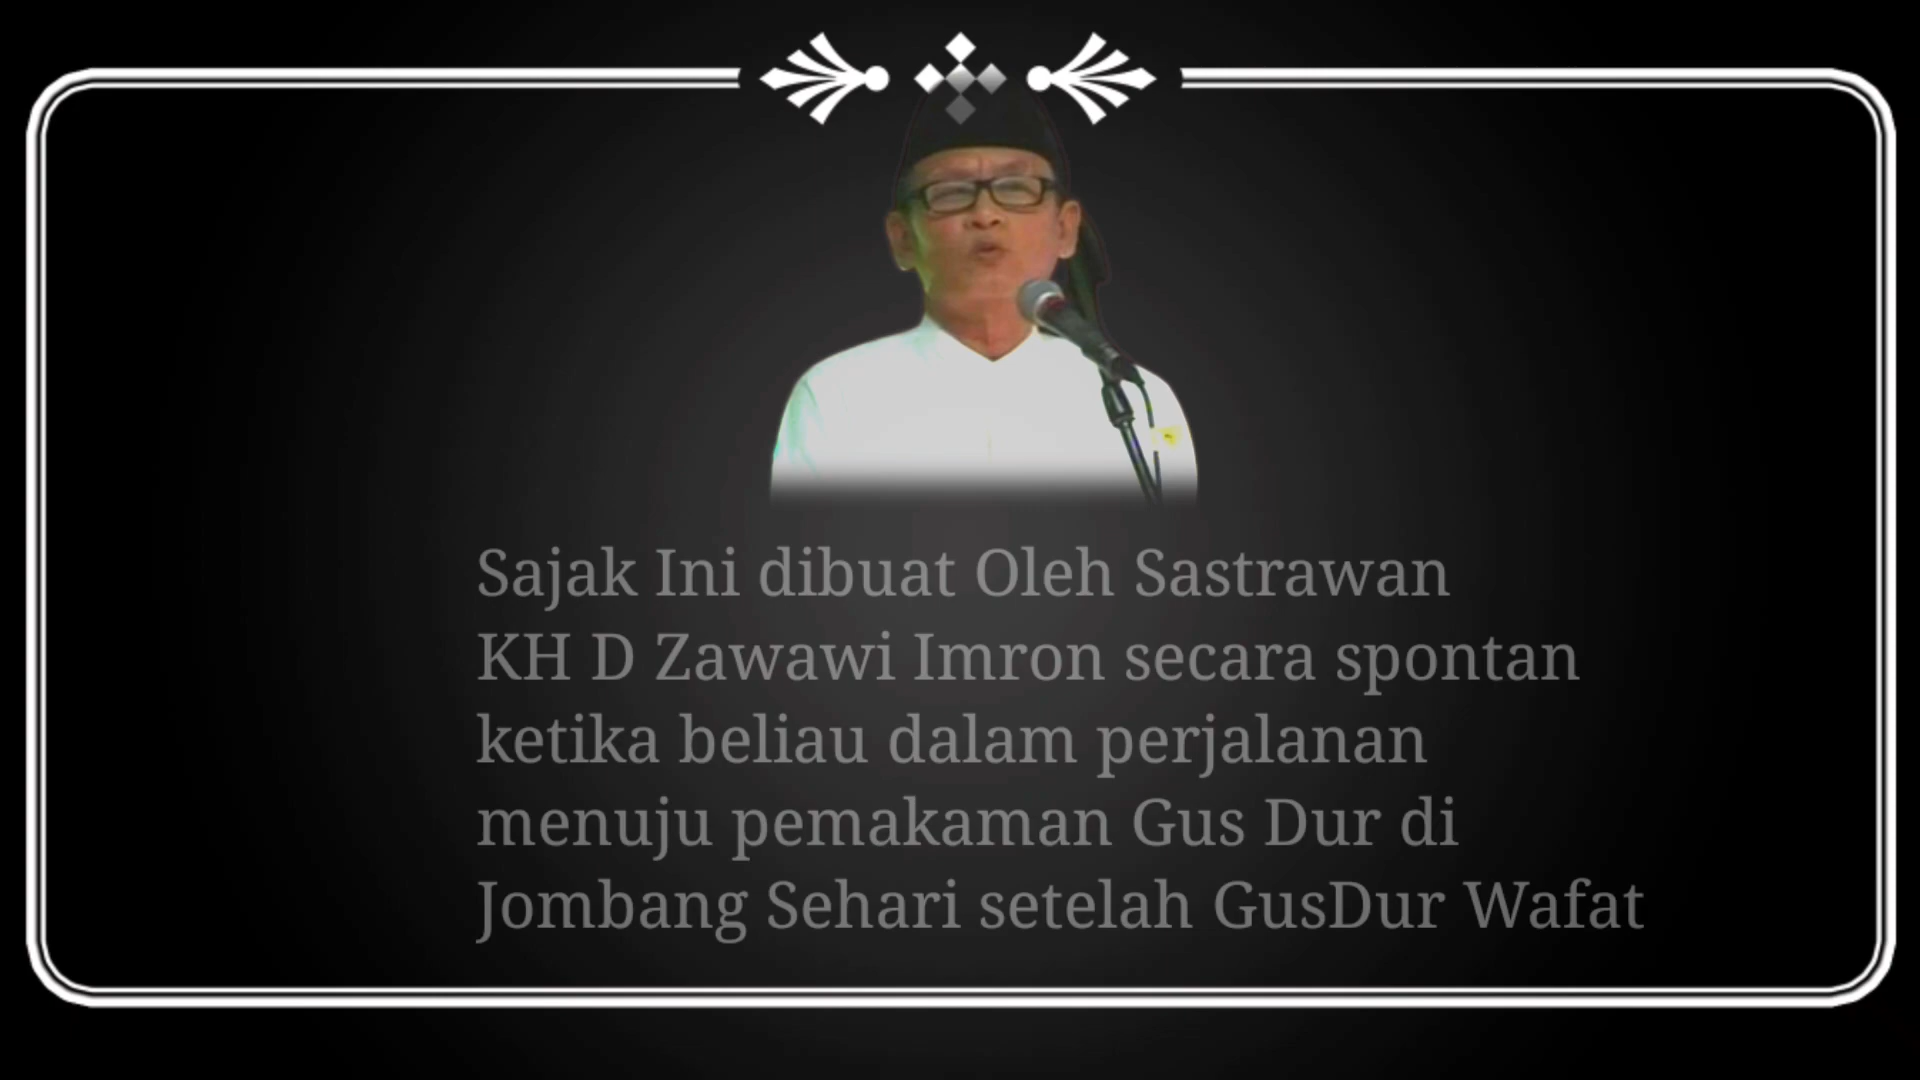 Sajak Ini dibuat Oleh Sastrawan
KH D Zawawi Imron secara spontan
ketika beliau dalam perjalanan
menuju pemakaman Gus Dur di
Jombang Sehari setelah GusDur Wafat